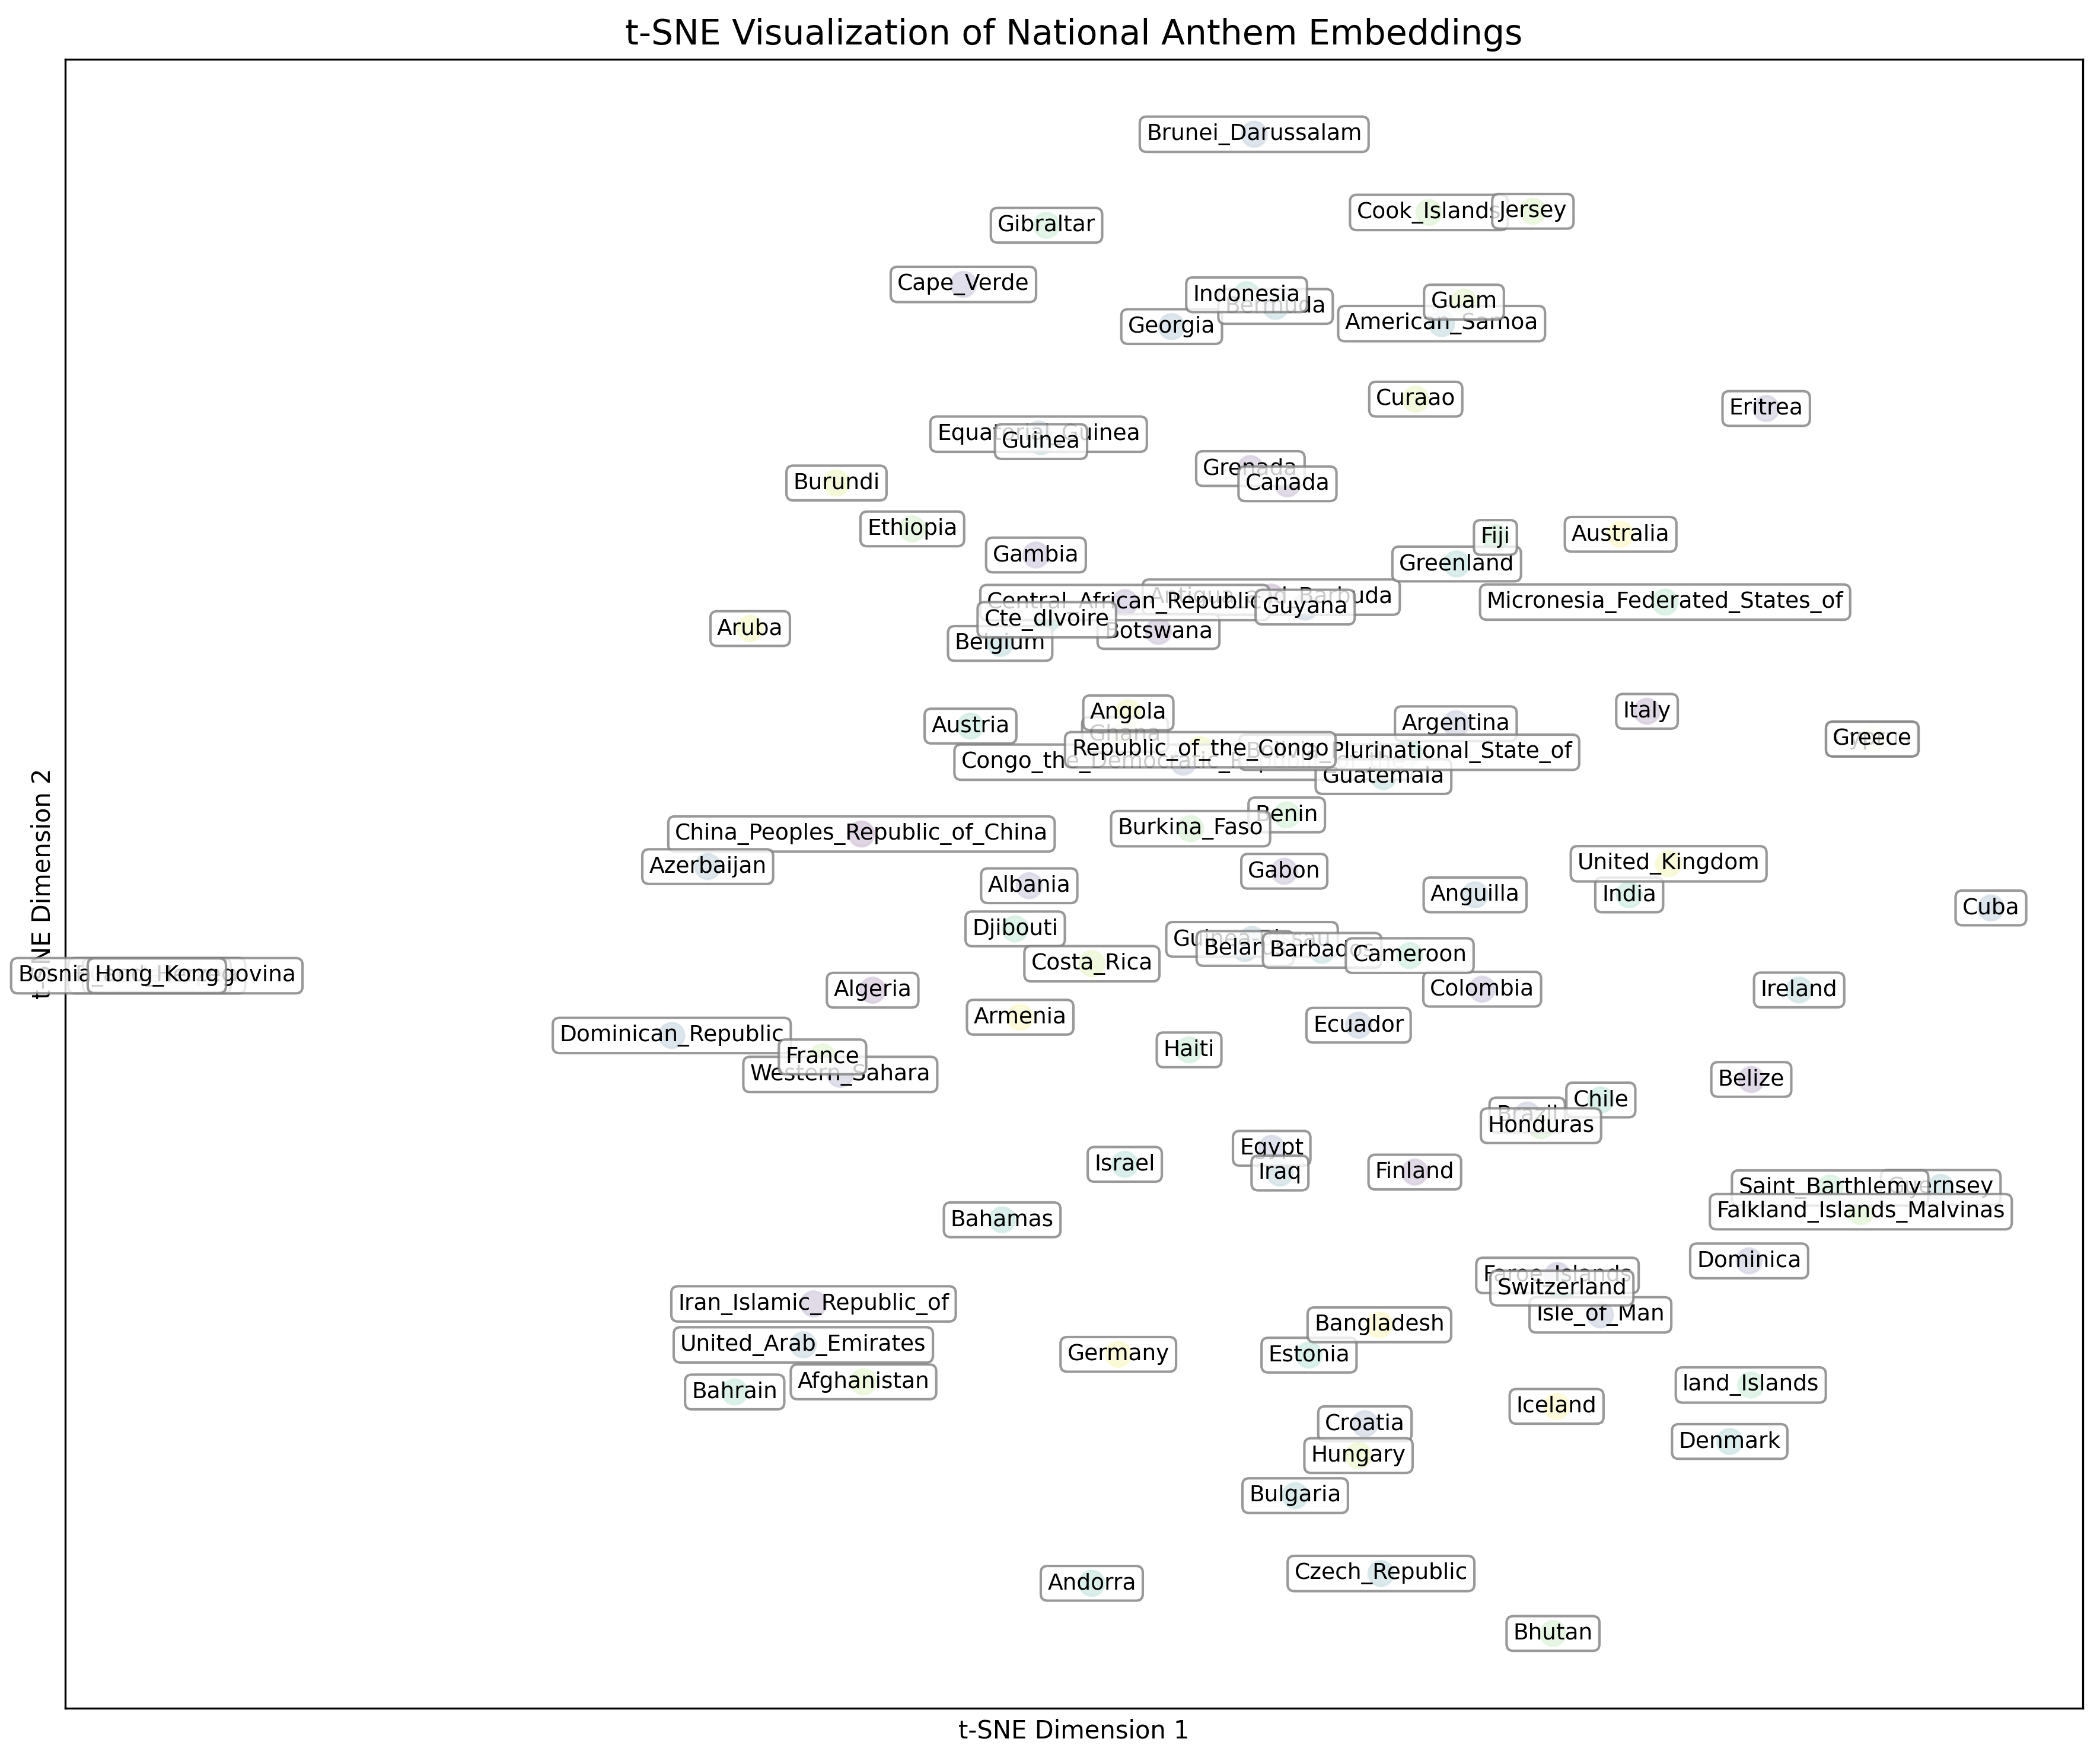 t-SNE Visualization of National Anthem Embeddings
Brunei_Darussalam
Cook_Islands
Jersey
Gibraltar
Cape_Verde
Indonesia
Bermuda
Guam
Georgia
American_Samoa
Curaao
Eritrea
Equatorial_Guinea
Guinea
Grenada
Canada
Burundi
Ethiopia
Fiji
Australia
Gambia
Greenland
Antigua_and_Barbuda
Central_African_Republic
Guyana
Micronesia_Federated_States_of
Cte_dIvoire
Aruba
Botswana
Belgium
Angola
Italy
Austria
Ghana
Argentina
Greece
Republic_of_the_Congo
Plurinational_State_of
Congo_the_Democratic
Guatemala
Benin
Burkina_Faso
China_Peoples_Republic_of_China
Azerbaijan
United_Kingdom
Gabon
Albania
Anguilla
India
Cuba
Djibouti
Guinea-Bissau
Belar
Barbados
Cameroon
Costa_Rica
Bosnia
Hong_Kong
govina
Algeria
Colombia
Ireland
Armenia
Ecuador
Dominican_Republic
France
Haiti
Western_Sahara
Belize
Chile
Brazil
Honduras
Egypt
Israel
Iraq
Finland
Saint_Barthlemy
Guernsey
Falkland_Islands_Malvinas
Bahamas
Dominica
Faroe_Islands
Switzerland
Iran_Islamic_Republic_of
Isle_of_Man
Bangladesh
United_Arab_Emirates
Germany
Estonia
Afghanistan
Bahrain
land_Islands
Iceland
Croatia
Denmark
Hungary
Bulgaria
Czech_Republic
Andorra
Bhutan
t-SNE Dimension 2
t-SNE Dimension 1